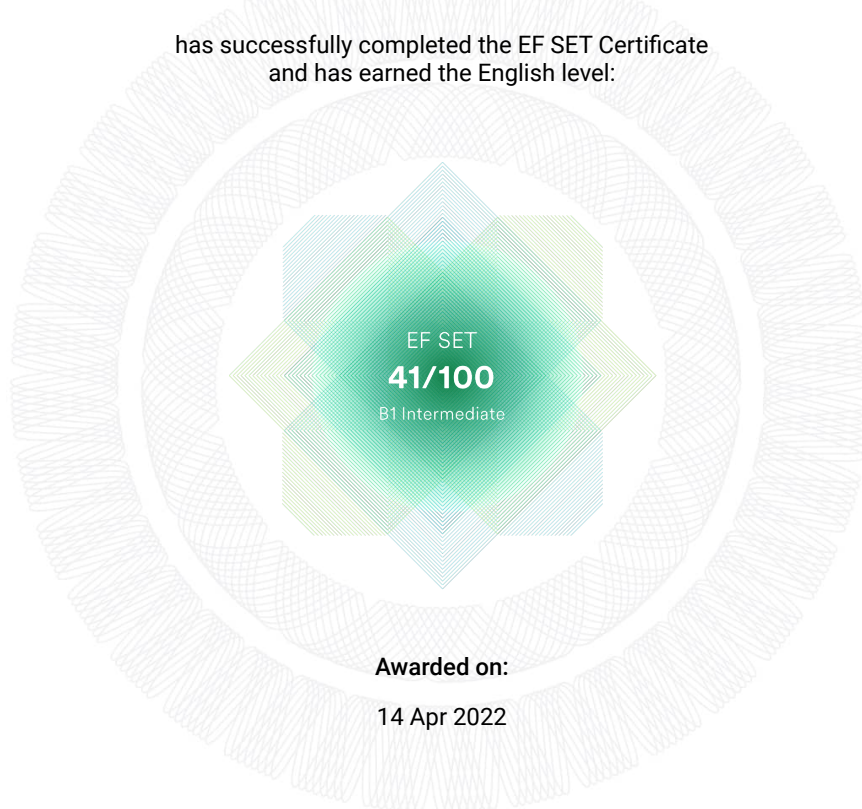 has successfully completed the EF SET Certificate
and has earned the English level:
EF SET
41/100
B1 Intermediate
Awarded on:
14 Apr 2022